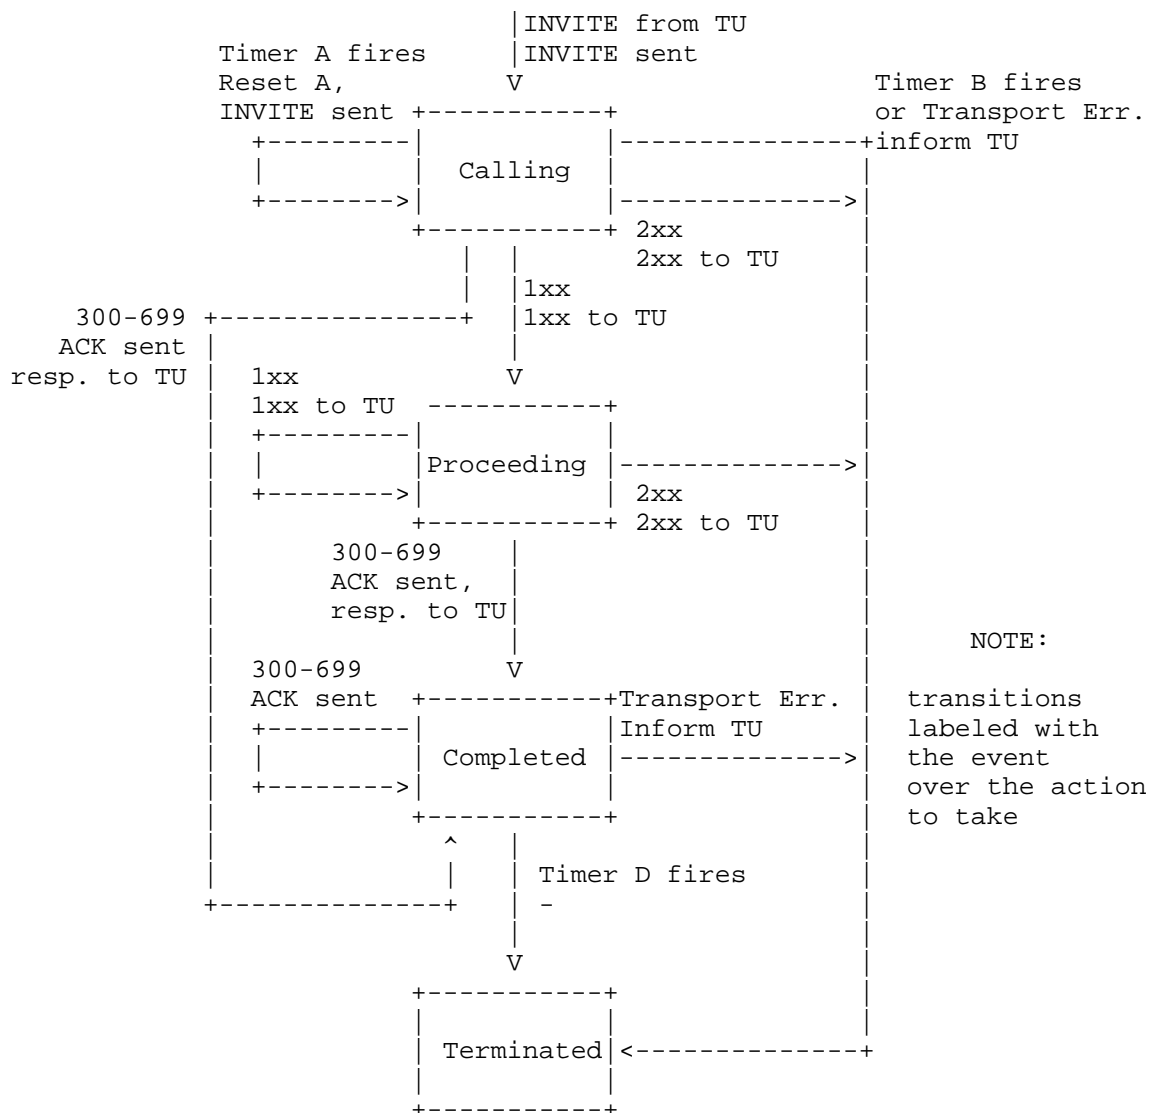 INVITE from TU
Timer A fires INVITE sent
Reset A, V Timer B fires
INVITE sent or Transport Err.
inform TU
Calling
2xx
2xx to TU
1xx
300-699 1xx to TU
ACK sent
resp. to TU 1xx V
1xx to TU
Proceeding
2xx
2xx to TU
300-699
ACK sent,
resp. to TU
NOTE:
300-699 V
ACK sent Transport Err. transitions
Inform TU labeled with
Completed the event
over the action
to take
Timer D fires
-
V
Terminated